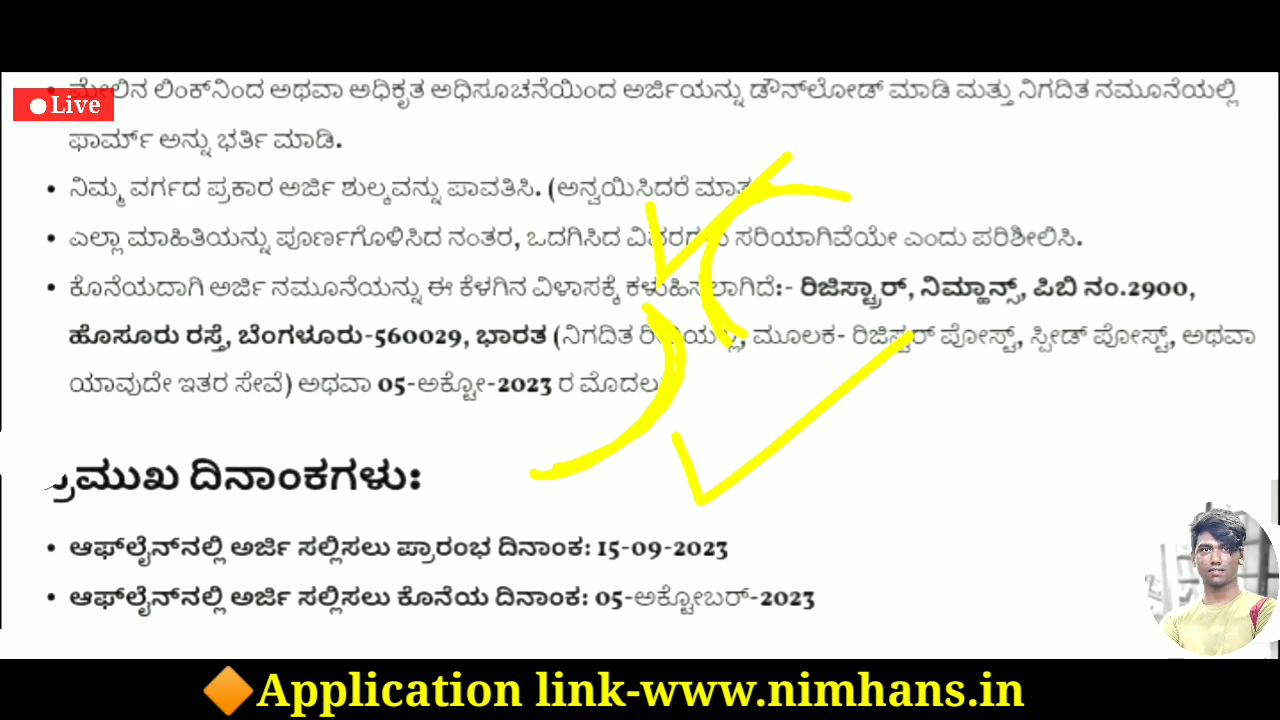 ಮೇಲಿನ ಲಿಂಕ್‌ನಿಂದ ಅಥವಾ ಅಧಿಕೃತ ಅಧಿಸೂಚನೆಯಿಂದ ಅರ್ಜಿಯನ್ನು ಡೌನ್‌ಲೋಡ್ ಮಾಡಿ ಮತ್ತು ನಿಗದಿತ ನಮೂನೆಯಲ್ಲಿ
Live
ಫಾರ್ಮ್ ಅನ್ನು ಭರ್ತಿ ಮಾಡಿ.
• ನಿಮ್ಮ ವರ್ಗದ ಪ್ರಕಾರ ಅರ್ಜಿ ಶುಲ್ಕವನ್ನು ಪಾವತಿಸಿ. (ಅನ್ವಯಿಸಿದರೆ
• ಎಲ್ಲಾ ಮಾಹಿತಿಯನ್ನು ಪೂರ್ಣಗೊಳಿಸಿದ ನಂತರ, ಒದಗಿಸಿದ ಸರಿಯಾಗಿವೆಯೇ ಎಂದು ಪರಿಶೀಲಿಸಿ.
• ಕೊನೆಯದಾಗಿ ಅರ್ಜಿ ನಮೂನೆಯನ್ನು ಈ ಕೆಳಗಿನ ವಿಳಾಸಕ್ಕೆ ಕಳುಹಿಸಲಾಗಿದೆ:- ರಿಜಿಸ್ಟ್ರಾರ್, ನಿಮ್ಹಾನ್ಸ್, ಪಿಬಿ ನಂ.2900,
ಹೊಸೂರು ರಸ್ತೆ, ಬೆಂಗಳೂರು-560029, ಭಾರತ (ನಿಗದಿತ ಮೂಲಕ- ರಿಜಿಸ್ಟರ್ ಪೋಸ್ಟ್, ಸ್ಪೀಡ್ ಪೋಸ್ಟ್, ಅಥವಾ
ಯಾವುದೇ ಇತರ ಸೇವೆ) ಅಥವಾ 05-ಅಕ್ಟೋ-2023 ರ
ಪ್ರಮುಖ ದಿನಾಂಕಗಳು:
• ಆಫ್‌ಲೈನ್‌ನಲ್ಲಿ ಅರ್ಜಿ ಸಲ್ಲಿಸಲು ಪ್ರಾರಂಭ ದಿನಾಂಕ: 15-09-2023
• ಆಫ್‌ಲೈನ್‌ನಲ್ಲಿ ಅರ್ಜಿ ಸಲ್ಲಿಸಲು ಕೊನೆಯ ದಿನಾಂಕ: 05-ಅಕ್ಟೋಬರ್-2023
Application link-www.nimhans.in